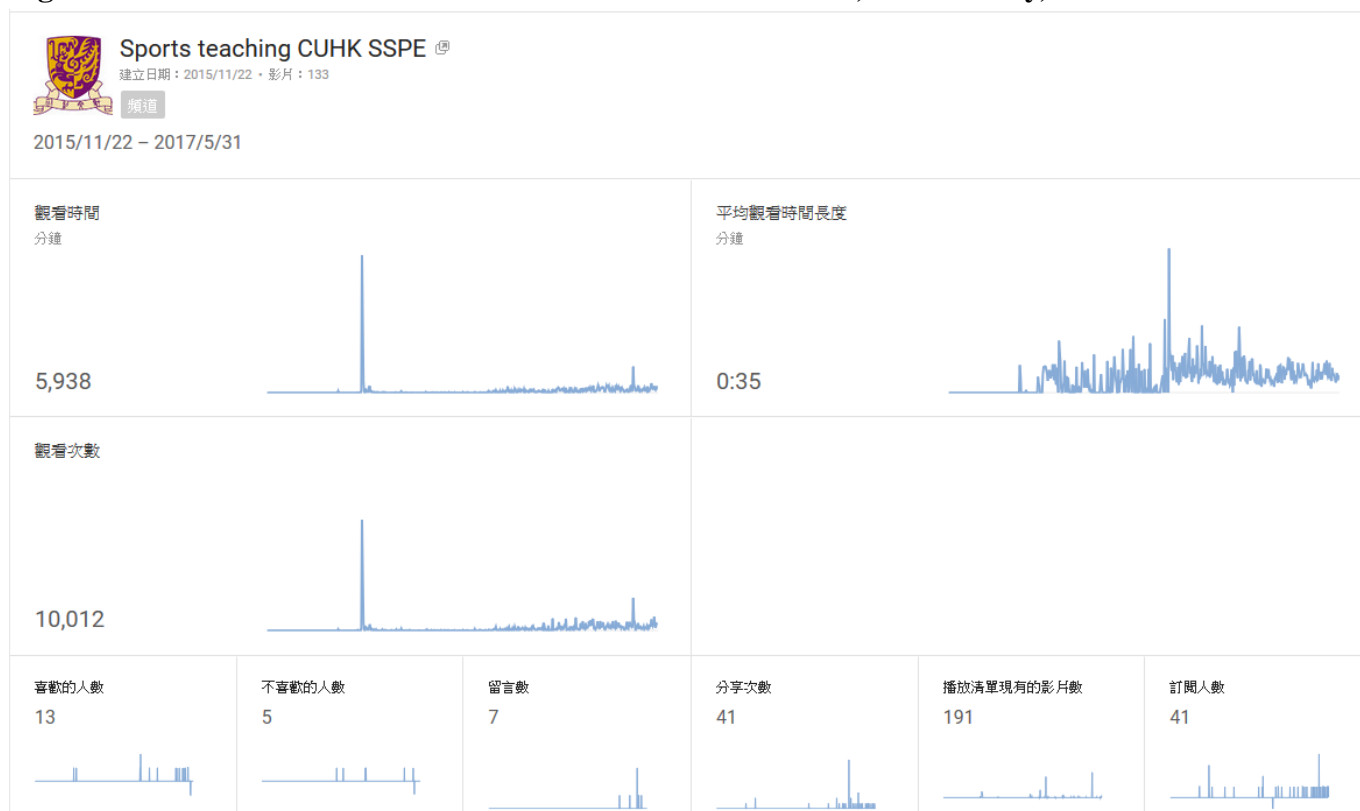 Sports teaching CUHK SSPE
建立日期：2015/11/22 · 影片：133
頻道
2015/11/22 – 2017/5/31
觀看時間
分鐘
5,938
平均觀看時間長度
分鐘
0:35
觀看次數
10,012
喜歡的人數
13
不喜歡的人數
5
留言數
7
分享次數
41
播放清單現有的影片數
191
訂閱人數
41